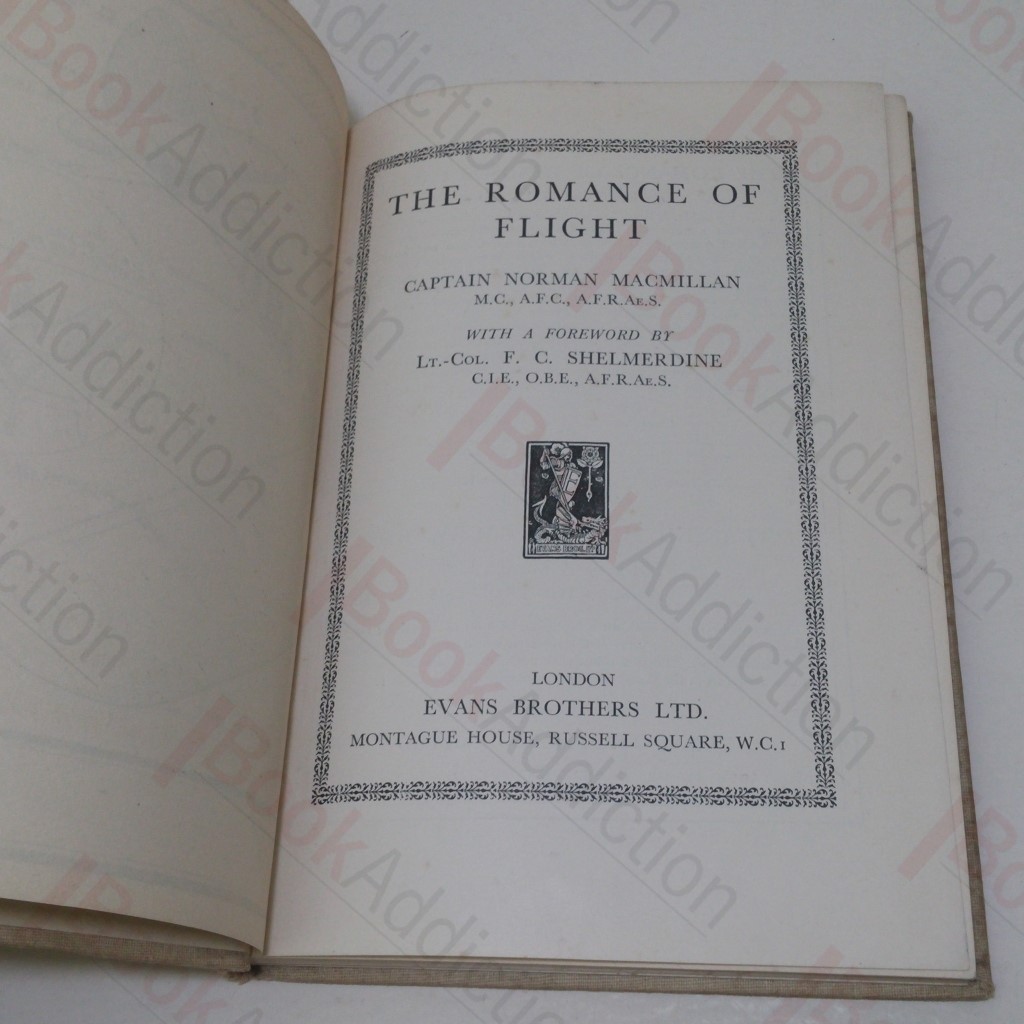 THE ROMANCE OF
FLIGHT
CAPTAIN NORMAN MACMILLAN
M.C., A.F.C., A.F.R.AE.S.
WITH A FOREWORD BY
LT.-COL. F. C. SHELMERDINE
C.I.E., O.B.E., A.F.R.AE.S.
LONDON
EVANS BROTHERS LTD.
MONTAGUE HOUSE, RUSSELL SQUARE, W.C.1
BookAddiction